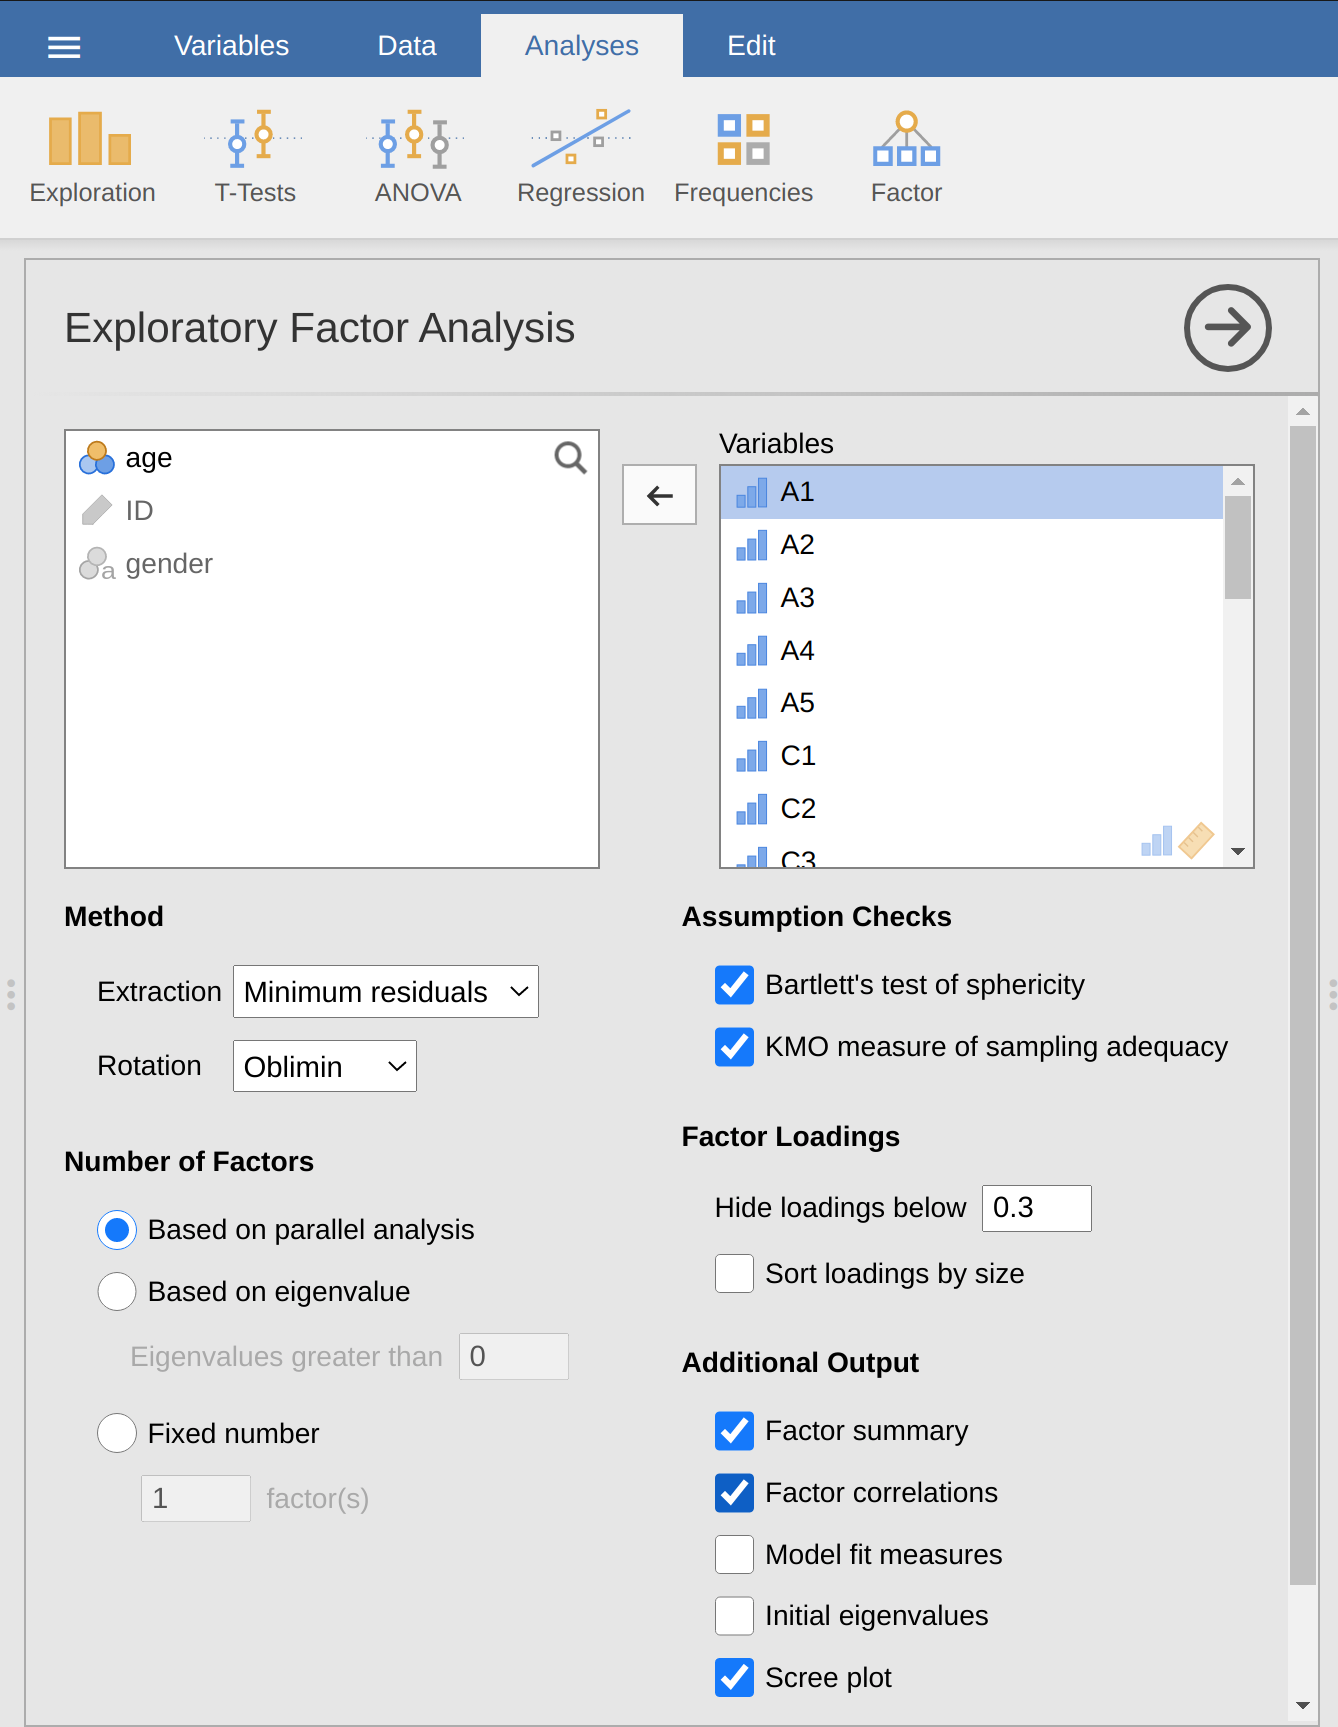 Variables Data Analyses Edit
Exploration T-Tests ANOVA Regression Frequencies Factor
Exploratory Factor Analysis
age
ID
a gender
Variables
A1
A2
A3
A4
A5
C1
C2
C3
Method
Extraction Minimum residuals
Rotation Oblimin
Number of Factors
Based on parallel analysis
Based on eigenvalue
Eigenvalues greater than 0
Fixed number
1 factor(s)
Assumption Checks
Bartlett's test of sphericity
KMO measure of sampling adequacy
Factor Loadings
Hide loadings below 0.3
Sort loadings by size
Additional Output
Factor summary
Factor correlations
Model fit measures
Initial eigenvalues
Scree plot